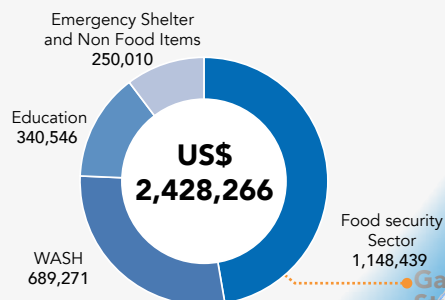 Emergency Shelter
and Non Food Items
250,010
Education
340,546
US$
2,428,266
WASH
689,271
Food security
Sector
1,148,439
Ga